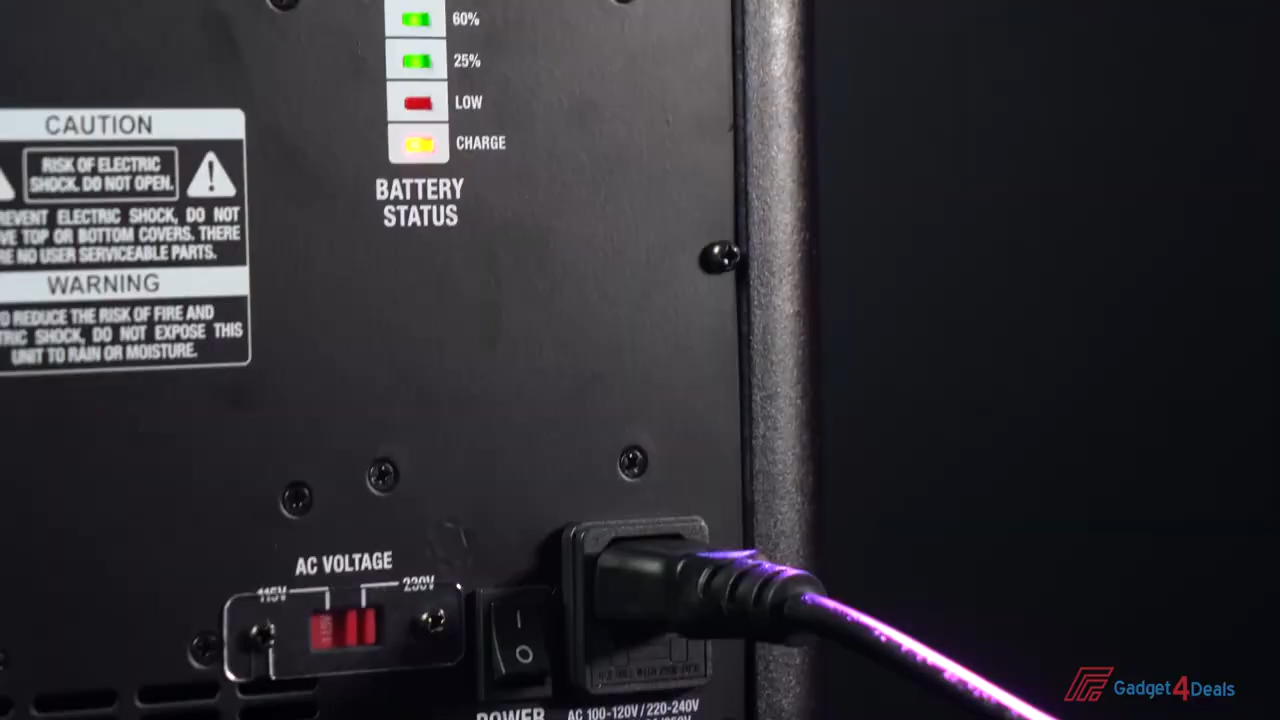 60%
25%
LOW
CHARGE
BATTERY
STATUS
CAUTION
RISK OF ELECTRIC
SHOCK. DO NOT OPEN.
REVENT ELECTRIC SHOCK, DO NOT
VE TOP OR BOTTOM COVERS. THERE
RE NO USER SERVICEABLE PARTS.
WARNING
O REDUCE THE RISK OF FIRE AND
TRIC SHOCK, DO NOT EXPOSE THIS
UNIT TO RAIN OR MOISTURE.
AC VOLTAGE
115V
230V
115V
POWER
AC 100-120V / 220-240V
Gadget4Deals